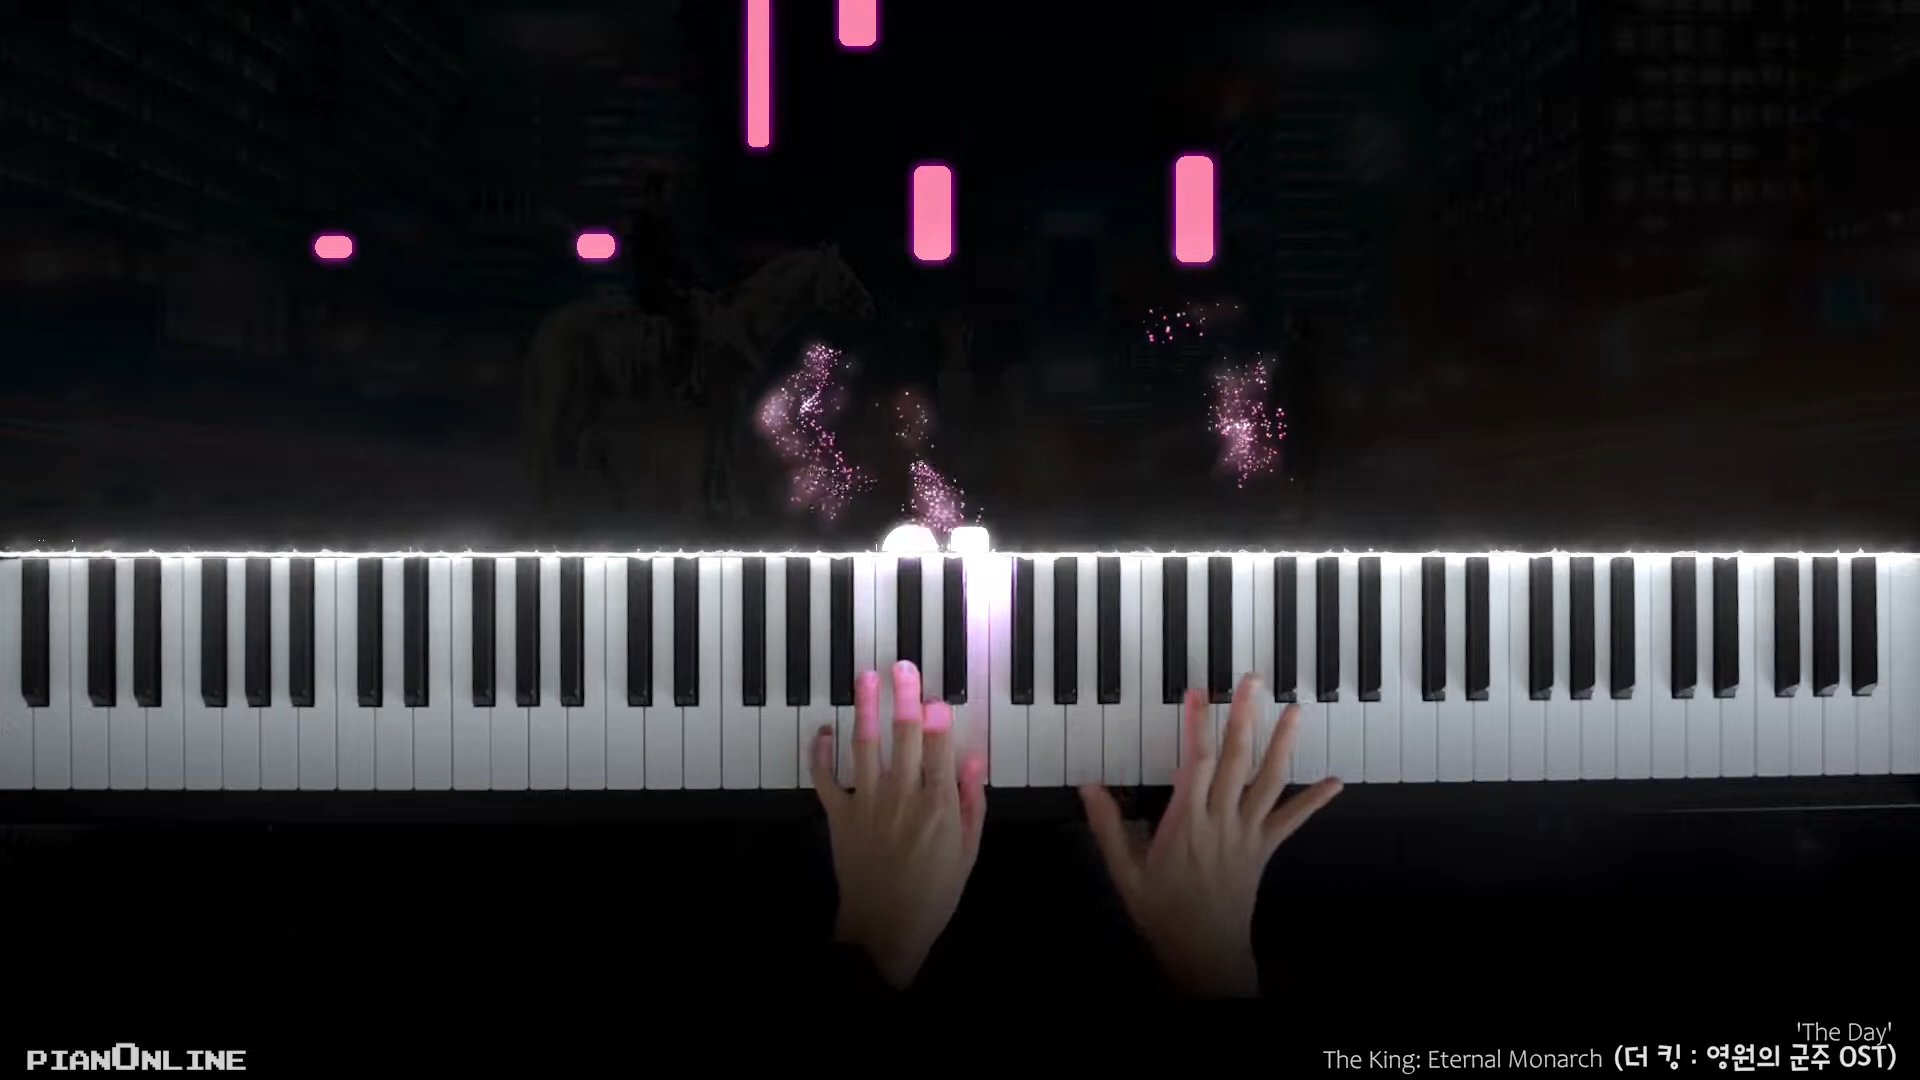 'The Day'
PIANONLINE
The King: Eternal Monarch (더 킹 : 영원의 군주 OST)